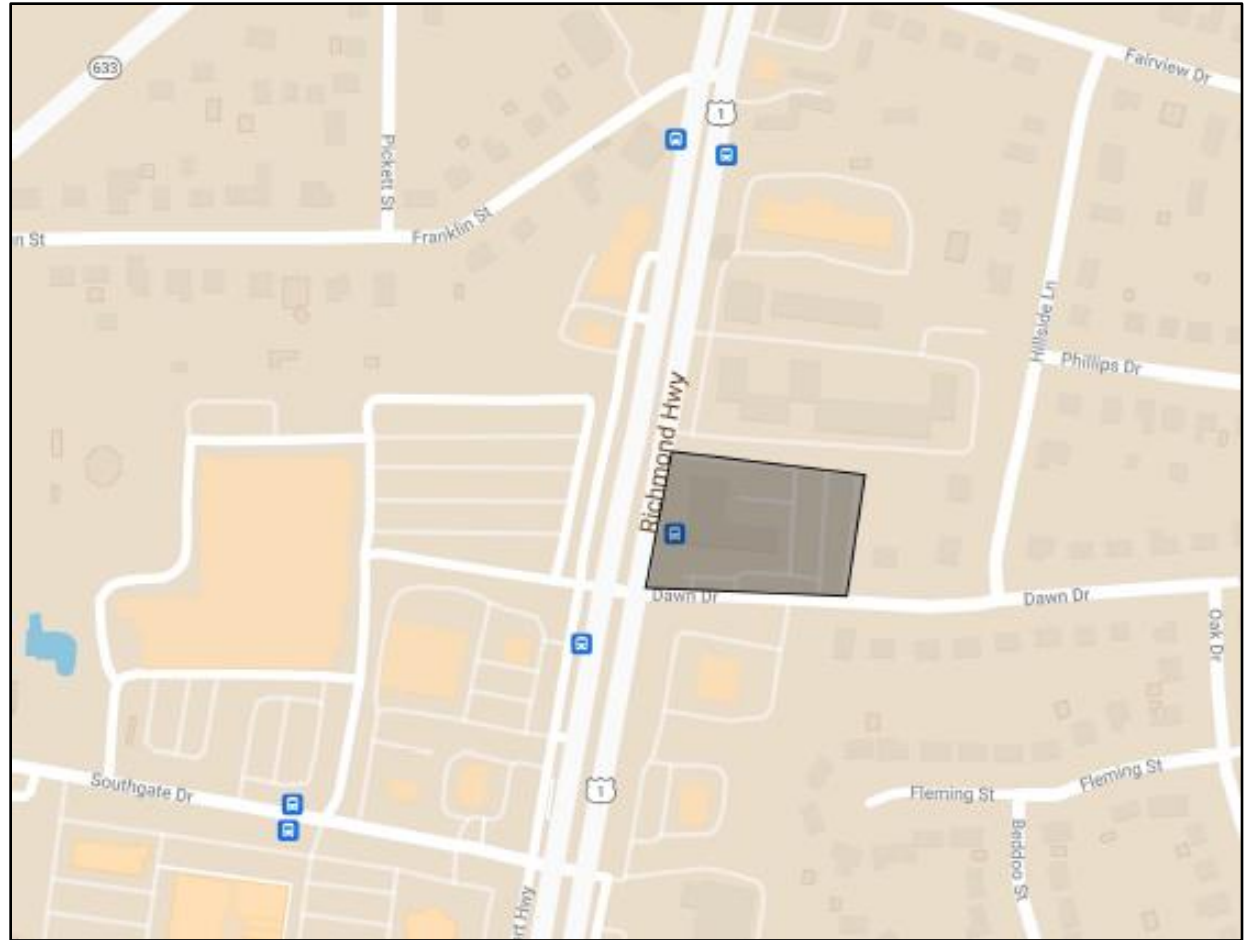 Fairview Dr
633
1
Pickett St
Franklin St
n St
Hillside Ln
Phillips Dr
Richmond Hwy
Dawn Dr
Dawn Dr
Oak Dr
Southgate Dr
1
Fleming St
Fleming St
Beddoo St
rt Hwy